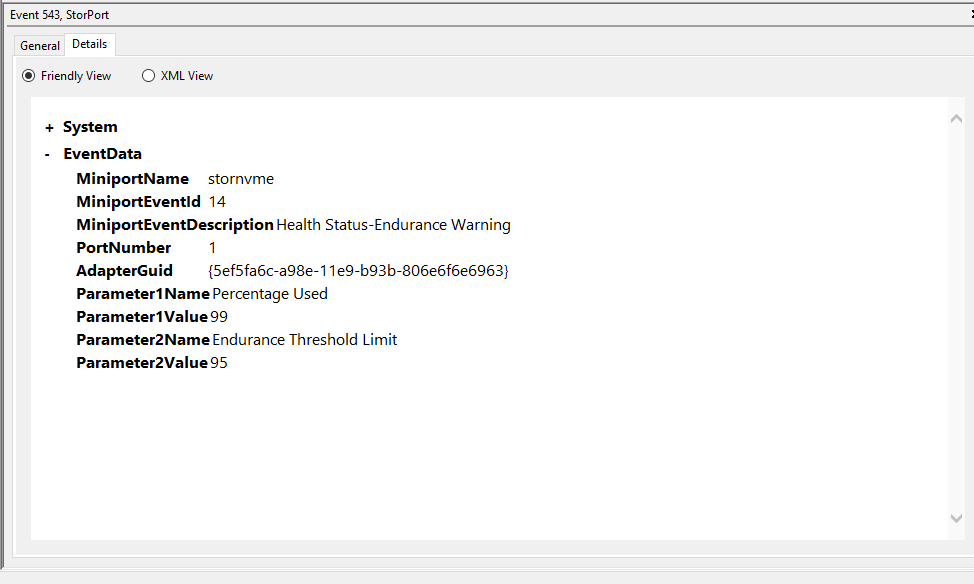 Event 543, StorPort
General Details
Friendly View XML View
+ System
- EventData
MiniportName stornvme
MiniportEventId 14
MiniportEventDescription Health Status-Endurance Warning
PortNumber 1
AdapterGuid {5ef5fa6c-a98e-11e9-b93b-806e6f6e6963}
Parameter1Name Percentage Used
Parameter1Value 99
Parameter2Name Endurance Threshold Limit
Parameter2Value 95